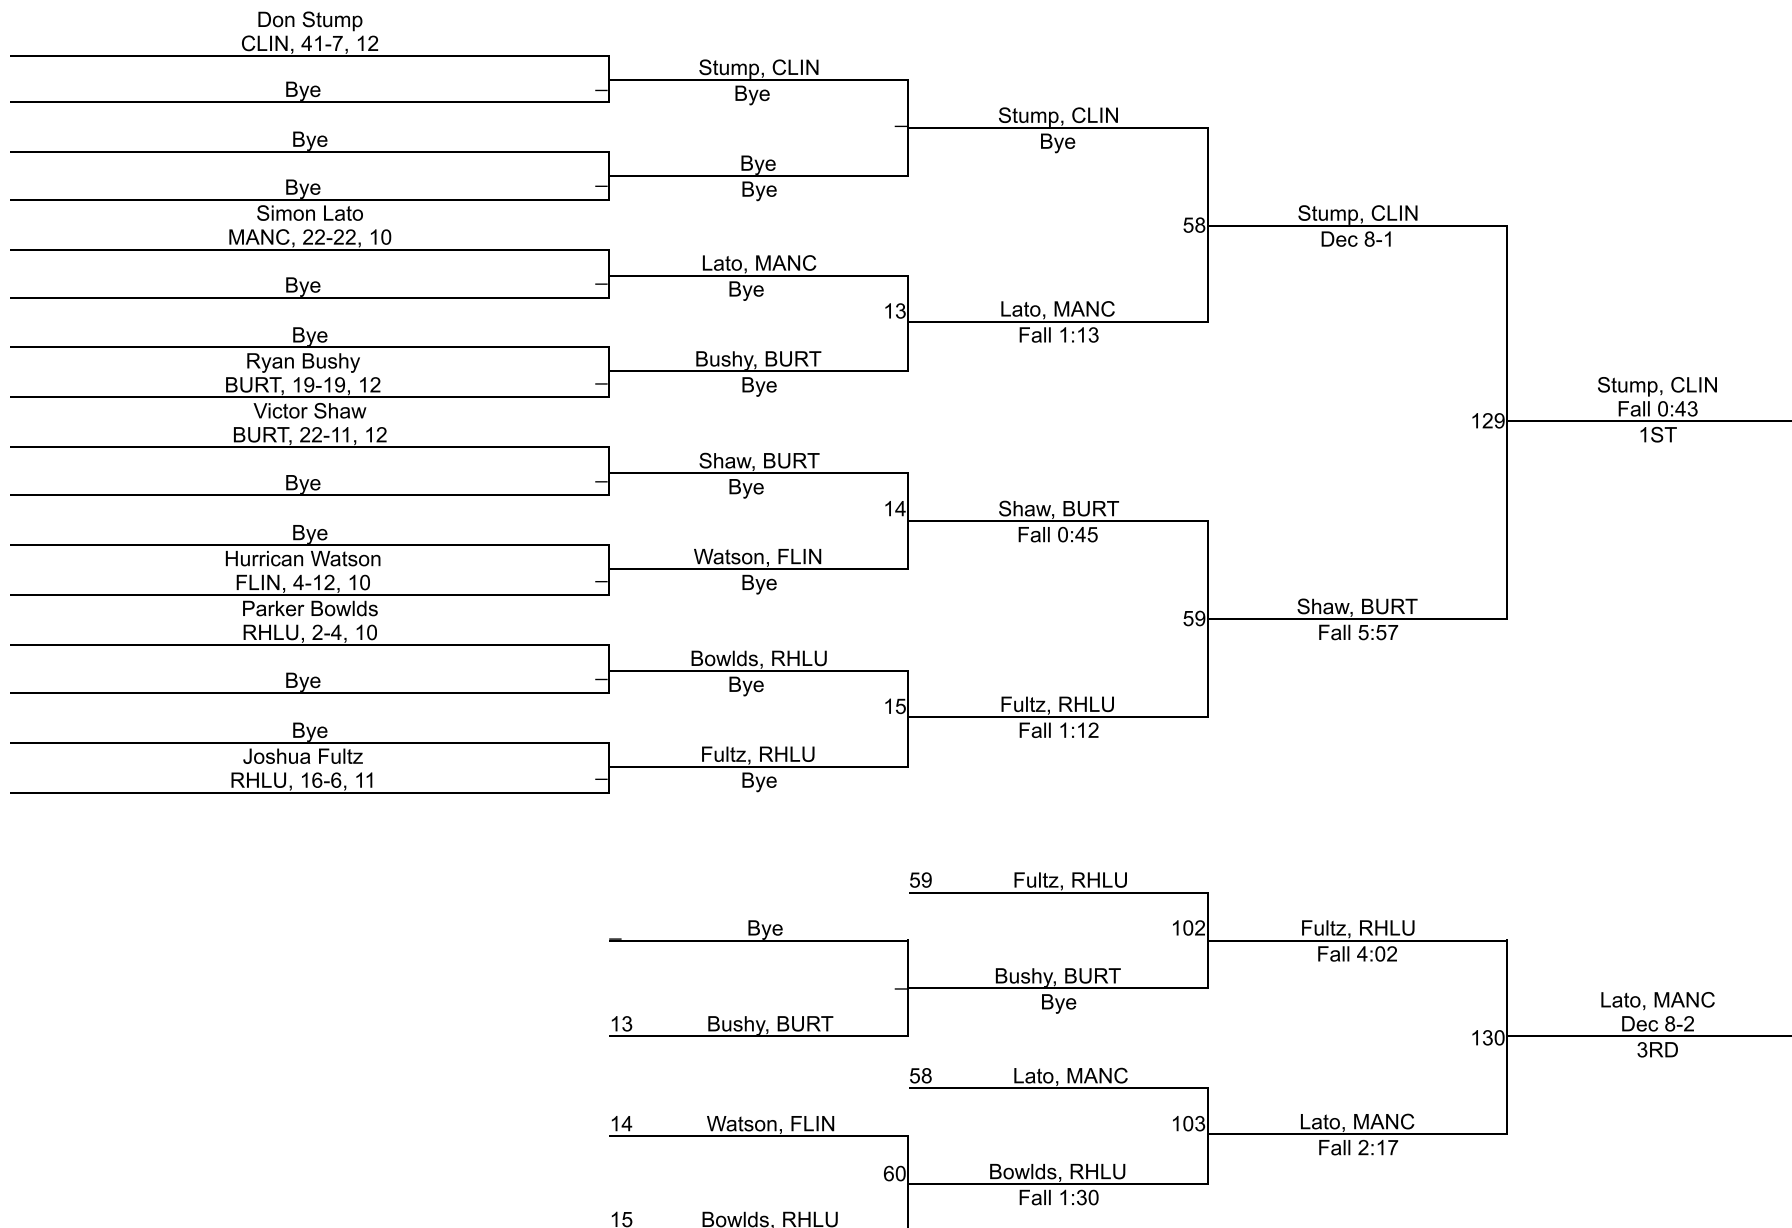 Don Stump
CLIN, 41-7, 12
Bye
Bye
Bye
Simon Lato
MANC, 22-22, 10
Bye
Bye
Ryan Bushy
BURT, 19-19, 12
Victor Shaw
BURT, 22-11, 12
Bye
Bye
Hurrican Watson
FLIN, 4-12, 10
Parker Bowlds
RHLU, 2-4, 10
Bye
Bye
Joshua Fultz
RHLU, 16-6, 11
Stump, CLIN
Bye
Bye
Bye
Lato, MANC
Bye
Bushy, BURT
Bye
Shaw, BURT
Bye
Watson, FLIN
Bye
Bowlds, RHLU
Bye
Fultz, RHLU
Bye
13
14
15
Stump, CLIN
Bye
Lato, MANC
Fall 1:13
Shaw, BURT
Fall 0:45
Fultz, RHLU
Fall 1:12
58
59
Stump, CLIN
Dec 8-1
Shaw, BURT
Fall 5:57
129
Stump, CLIN
Fall 0:43
1ST
Bye
13 Bushy, BURT
14 Watson, FLIN
15 Bowlds, RHLU
60
59 Fultz, RHLU
Bushy, BURT
Bye
58 Lato, MANC
Bowlds, RHLU
Fall 1:30
102
103
Fultz, RHLU
Fall 4:02
Lato, MANC
Fall 2:17
130
Lato, MANC
Dec 8-2
3RD